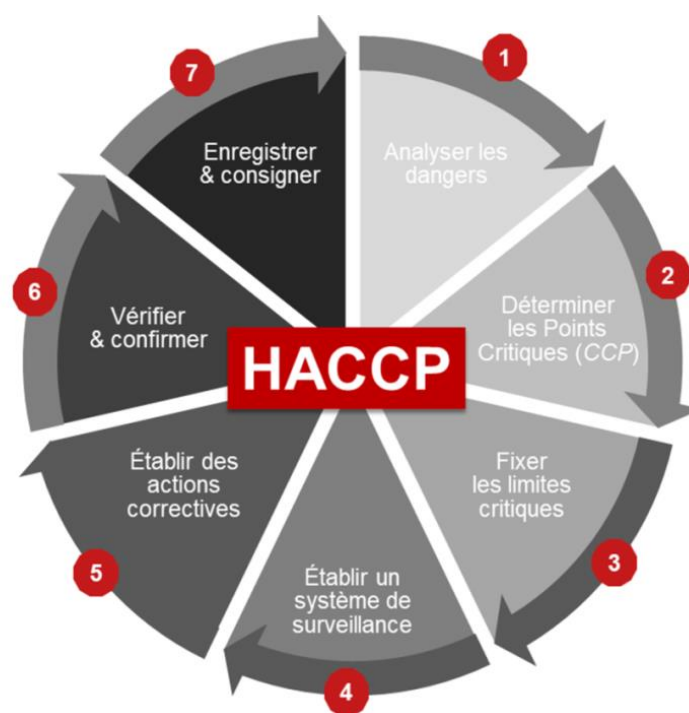 HACCP
1
Analyser les
dangers
2
Déterminer
les Points
Critiques (CCP)
3
Fixer
les limites
critiques
4
Établir un
système de
surveillance
5
Établir des
actions
correctives
6
Vérifier
& confirmer
7
Enregistrer
& consigner